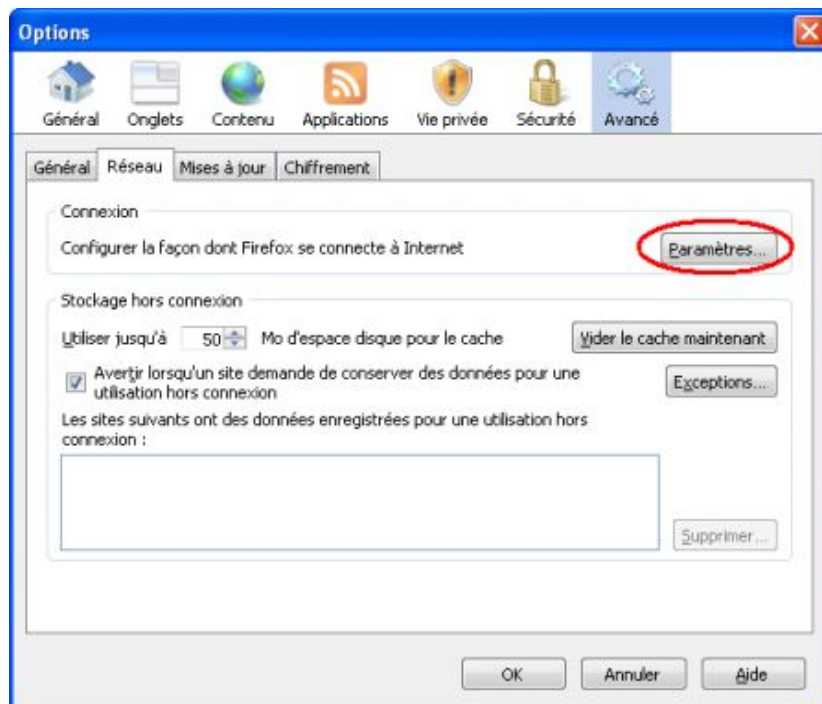 Options
Général Onglets Contenu Applications Vie privée Sécurité Avancé
Général Réseau Mises à jour Chiffrement
Connexion
Configurer la façon dont Firefox se connecte à Internet Paramètres...
Stockage hors connexion
Utiliser jusqu'à 50 Mo d'espace disque pour le cache Vider le cache maintenant
Avertir lorsqu'un site demande de conserver des données pour une
utilisation hors connexion
Exceptions...
Les sites suivants ont des données enregistrées pour une utilisation hors
connexion :
Supprimer...
OK Annuler Aide